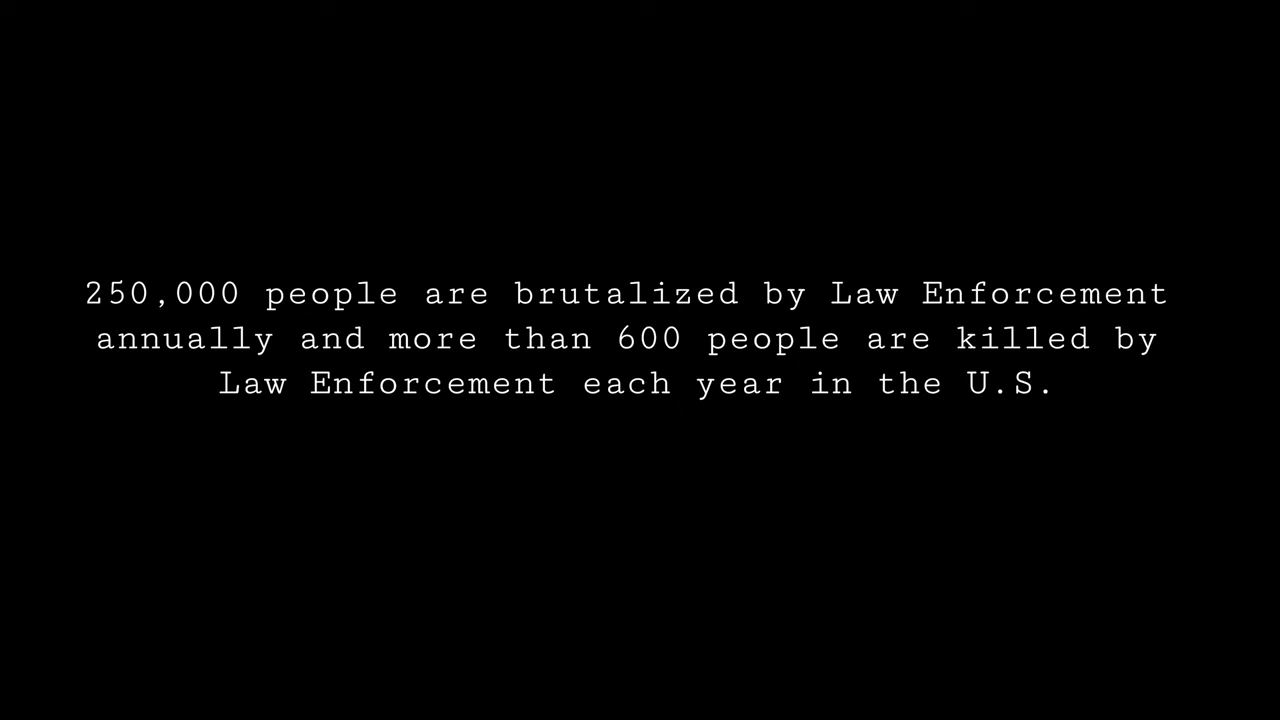 250,000 people are brutalized by Law Enforcement
annually and more than 600 people are killed by
Law Enforcement each year in the U.S.